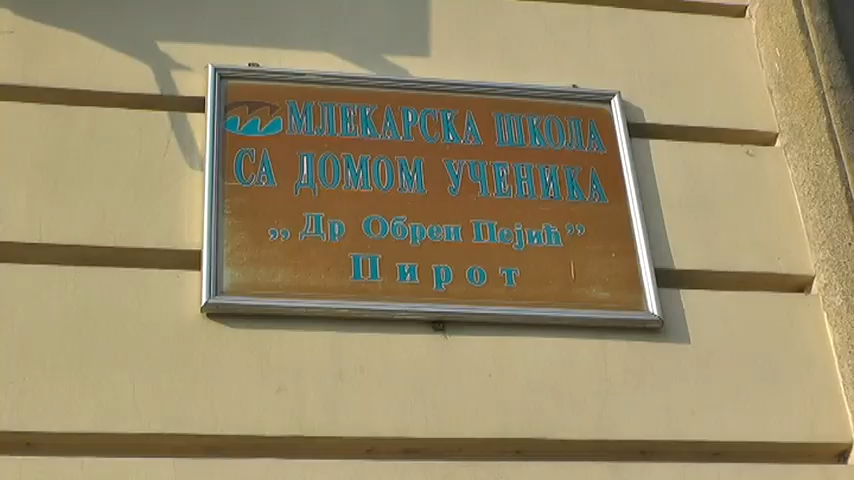 МЛЕКАРСКА ШКОЛА
СА ДОМОМ УЧЕНИКА
,,Др Обрен Пејић”
Пирот